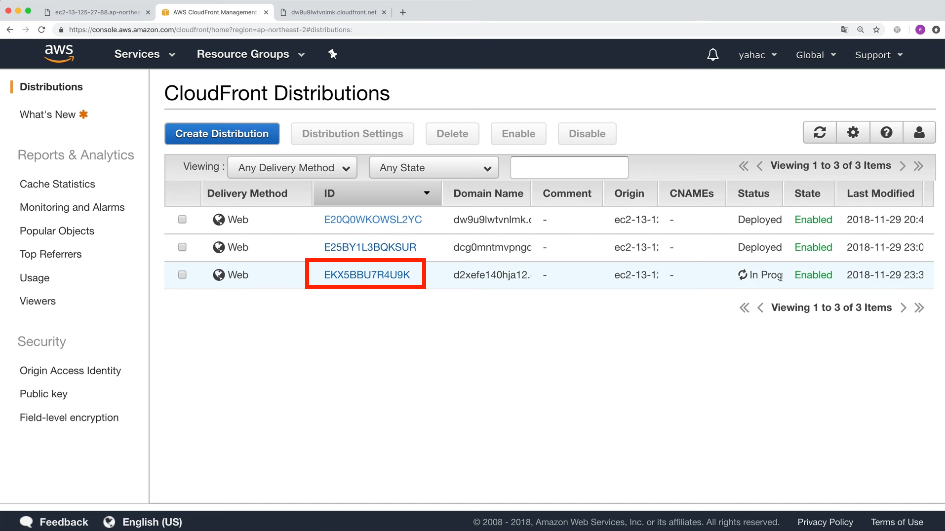 ec2-13-125-27-88.ap-northeas
AWS CloudFront Management
dw9u9lwtvnlmk.cloudfront.net
https://console.aws.amazon.com/cloudfront/home?region=ap-northeast-2#distributions:
aws Services Resource Groups yahac Global Support
Distributions
What's New
Reports & Analytics
Cache Statistics
Monitoring and Alarms
Popular Objects
Top Referrers
Usage
Viewers
Security
Origin Access Identity
Public key
Field-level encryption
CloudFront Distributions
Create Distribution Distribution Settings Delete Enable Disable
Viewing : Any Delivery Method Any State Viewing 1 to 3 of 3 Items
Delivery Method ID Domain Name Comment Origin CNAMEs Status State Last Modified
Web E20Q0WKOWSL2YC dw9u9lwtvnlmk.c - ec2-13-12 - Deployed Enabled 2018-11-29 20:4
Web E25BY1L3BQKSUR dcg0mntmvpngc - ec2-13-12 - Deployed Enabled 2018-11-29 23:0
Web EKX5BBU7R4U9K d2xefe140hja12. - ec2-13-12 - In Prog Enabled 2018-11-29 23:3
Viewing 1 to 3 of 3 Items
Feedback English (US) © 2008 - 2018, Amazon Web Services, Inc. or its affiliates. All rights reserved. Privacy Policy Terms of Use